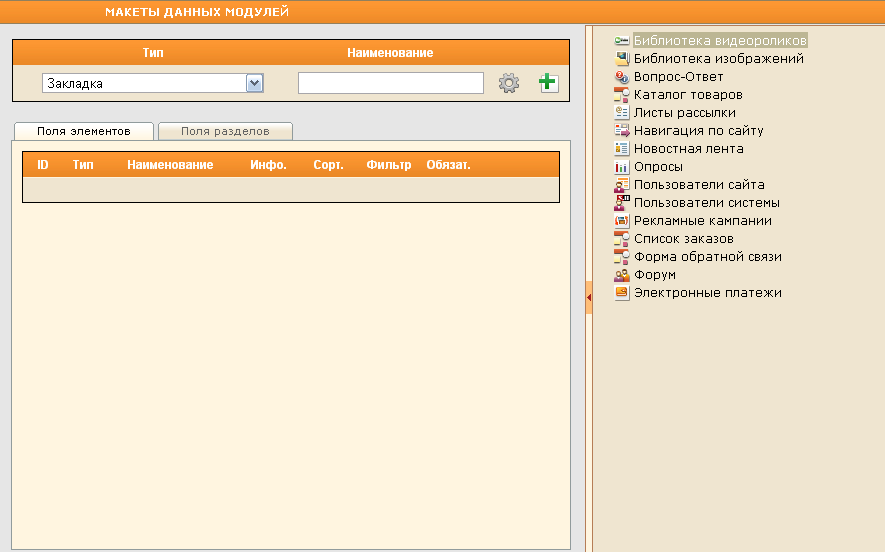 МАКЕТЫ ДАННЫХ МОДУЛЕЙ
Тип Наименование
Закладка
Поля элементов Поля разделов
ID Тип Наименование Инфо. Сорт. Фильтр Обязат.
Библиотека видеороликов
Библиотека изображений
Вопрос-Ответ
Каталог товаров
Листы рассылки
Навигация по сайту
Новостная лента
Опросы
Пользователи сайта
Пользователи системы
Рекламные кампании
Список заказов
Форма обратной связи
Форум
Электронные платежи